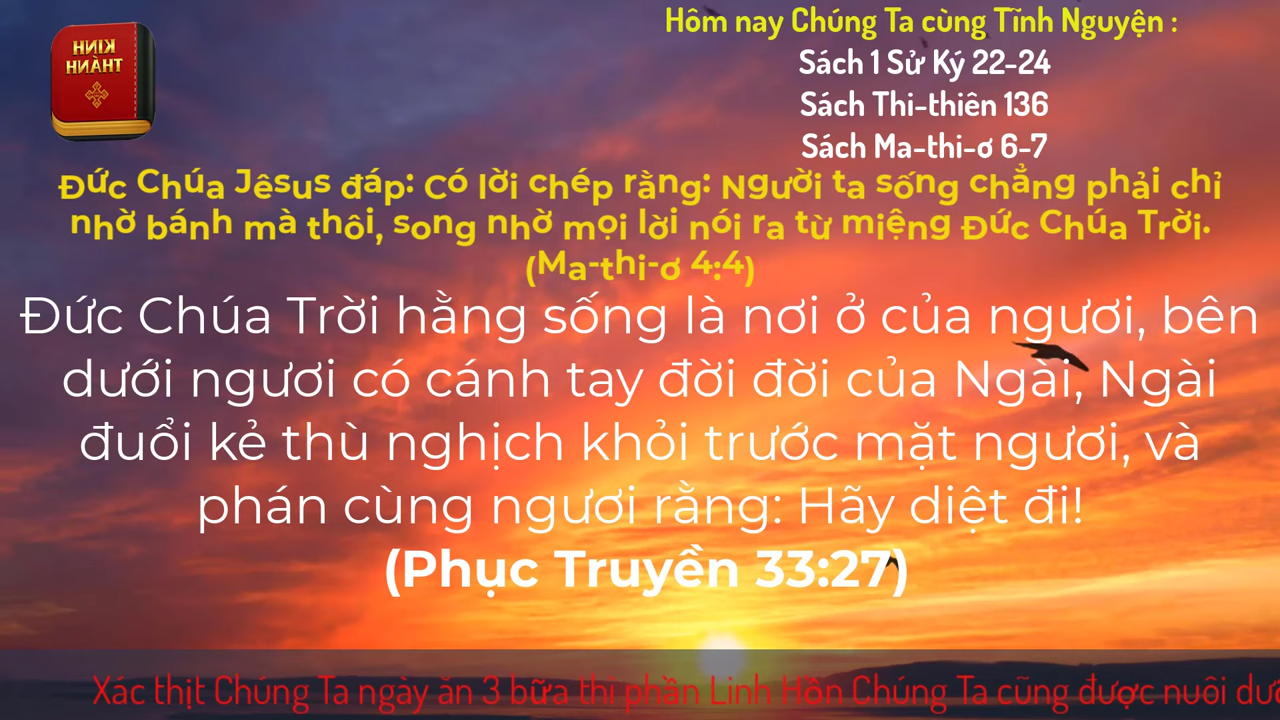 KINH
THÀNH
Hôm nay Chúng Ta cùng Tĩnh Nguyện :
Sách 1 Sử Ký 22-24
Sách Thi-thiên 136
Sách Ma-thi-ơ 6-7
Đức Chúa Jêsus đáp: Có lời chép rằng: Người ta sống chẳng phải chỉ
nhờ bánh mà thôi, song nhờ mọi lời nói ra từ miệng Đức Chúa Trời.
(Ma-thi-ơ 4:4)
Đức Chúa Trời hằng sống là nơi ở của ngươi, bên
dưới ngươi có cánh tay đời đời của Ngài, Ngài
đuổi kẻ thù nghịch khỏi trước mặt ngươi, và
phán cùng ngươi rằng: Hãy diệt đi!
(Phục Truyền 33:27)
Xác thịt Chúng Ta ngày ăn 3 bữa thì phần Linh Hồn Chúng Ta cũng được nuôi